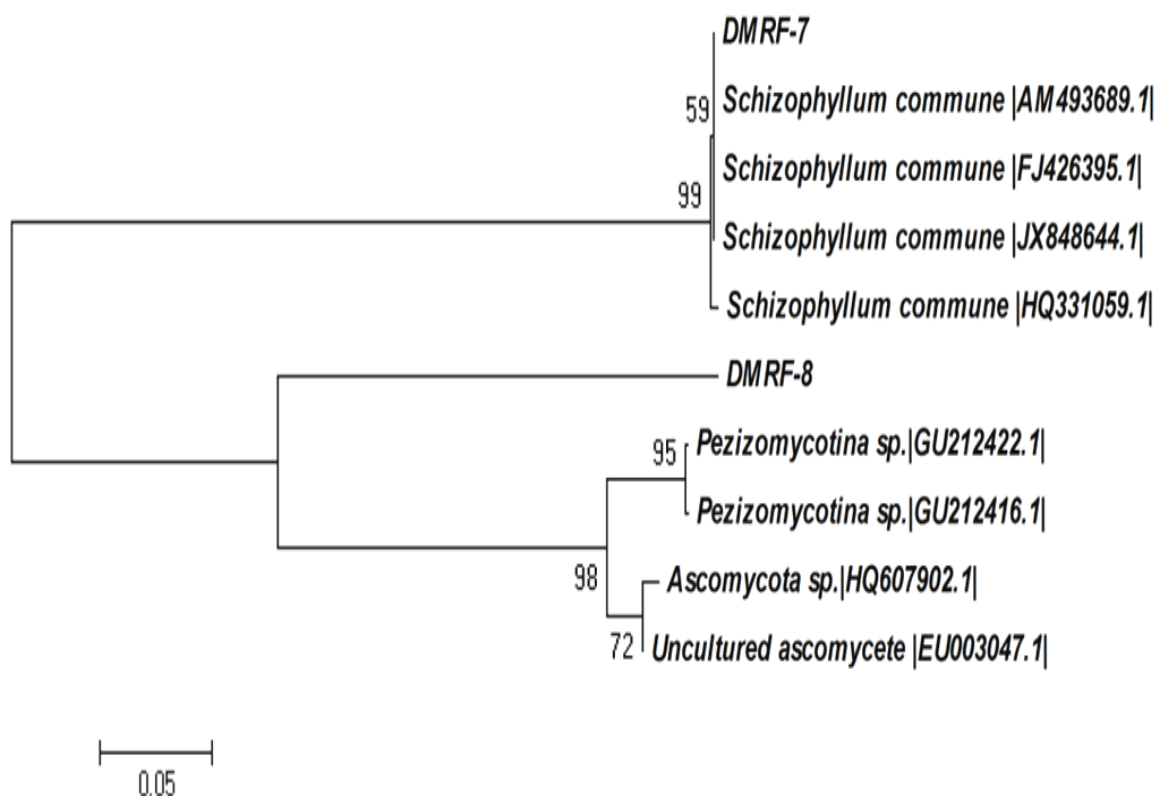 DMRF-7
59
Schizophyllum commune |AM493689.1|
Schizophyllum commune |FJ426395.1|
99
Schizophyllum commune |JX848644.1|
Schizophyllum commune |HQ331059.1|
DMRF-8
95
Pezizomycotina sp.|GU212422.1|
Pezizomycotina sp.|GU212416.1|
98
Ascomycota sp.|HQ607902.1|
72
Uncultured ascomycete |EU003047.1|
0.05